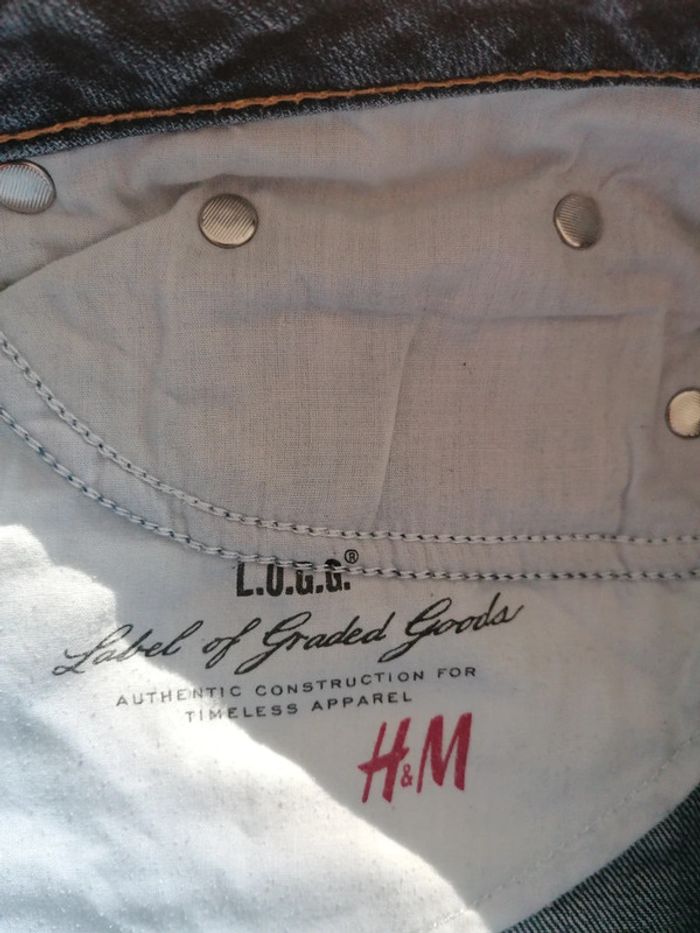 L.O.G.G.®
Label of Graded Goods
AUTHENTIC CONSTRUCTION FOR
TIMELESS APPAREL
H&M